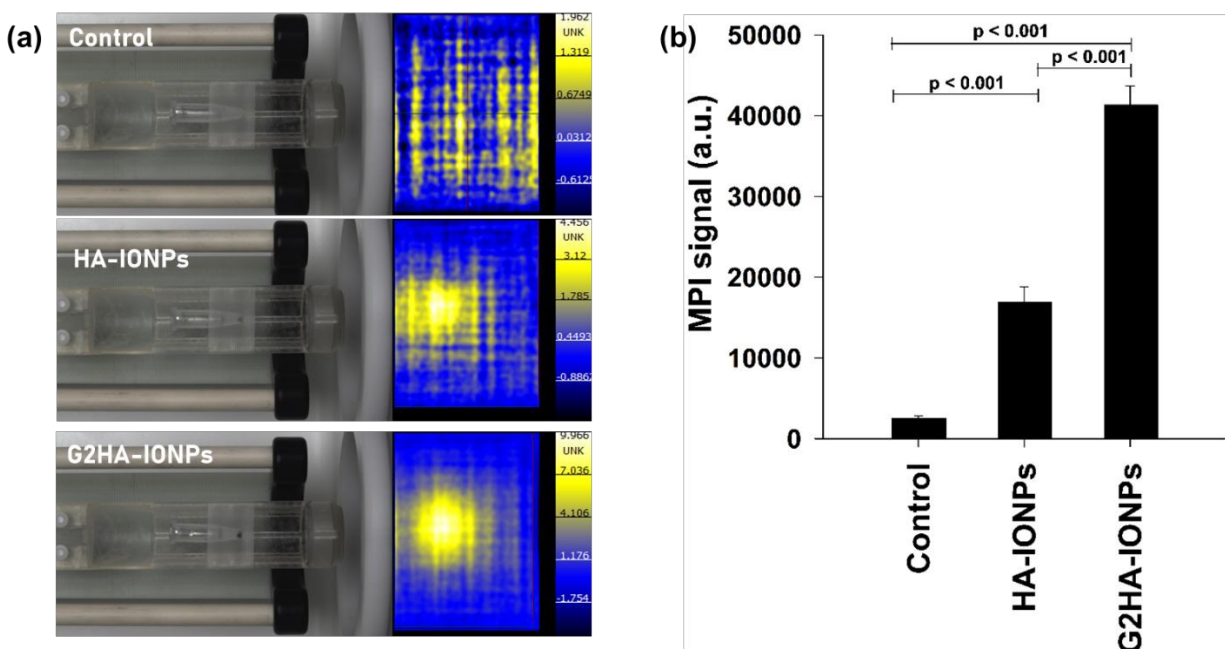 (a)
Control
1.962
UNK
1.319
0.6749
0.0312
-0.6125
HA-IONPs
4.456
UNK
3.12
1.785
0.4493
-0.8862
G2HA-IONPs
9.966
UNK
7.036
4.106
1.176
-1.754
(b)
MPI signal (a.u.)
50000
40000
30000
20000
10000
0
p < 0.001
p < 0.001
p < 0.001
Control
HA-IONPs
G2HA-IONPs